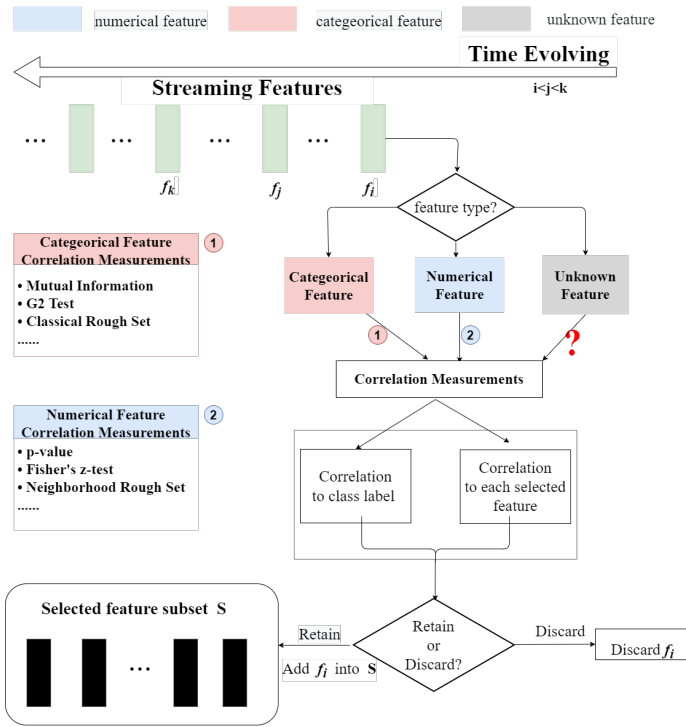 numerical feature
categeorical feature
unknown feature
Time Evolving
Streaming Features
i<j<k
... ... ... ...
fk
fj
fi
feature type?
Categeorical Feature
Correlation Measurements
1
• Mutual Information
• G2 Test
• Classical Rough Set
......
Categeorical
Feature
Numerical
Feature
Unknown
Feature
1
2
?
Correlation Measurements
Numerical Feature
Correlation Measurements
2
• p-value
• Fisher's z-test
• Neighborhood Rough Set
......
Correlation
to class label
Correlation
to each selected
feature
Selected feature subset S
...
Retain
Add fi into S
Retain
or
Discard?
Discard
Discard fi